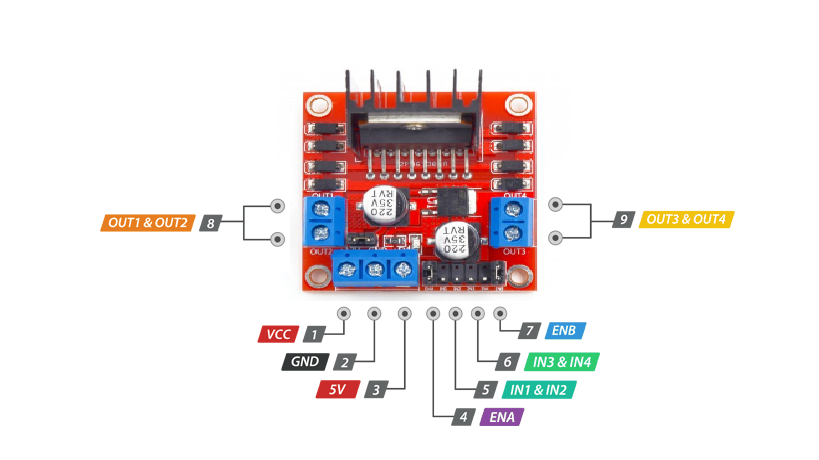 OUT1
OUT4
220
35V
RVT
220
35V
RVT
OUT1 & OUT2 8
9 OUT3 & OUT4
OUT2
OUT3
VCC 1
7 ENB
GND 2
6 IN3 & IN4
5V 3
5 IN1 & IN2
4 ENA